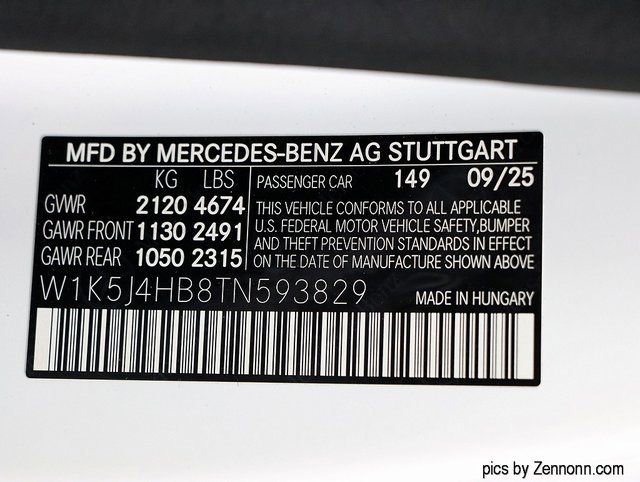 MFD BY MERCEDES-BENZ AG STUTTGART
KG LBS
GVWR 2120 4674
GAWR FRONT 1130 2491
GAWR REAR 1050 2315
PASSENGER CAR 149 09/25
THIS VEHICLE CONFORMS TO ALL APPLICABLE
U.S. FEDERAL MOTOR VEHICLE SAFETY,BUMPER
AND THEFT PREVENTION STANDARDS IN EFFECT
ON THE DATE OF MANUFACTURE SHOWN ABOVE
W1K5J4HB8TN593829 MADE IN HUNGARY
pics by Zennonn.com